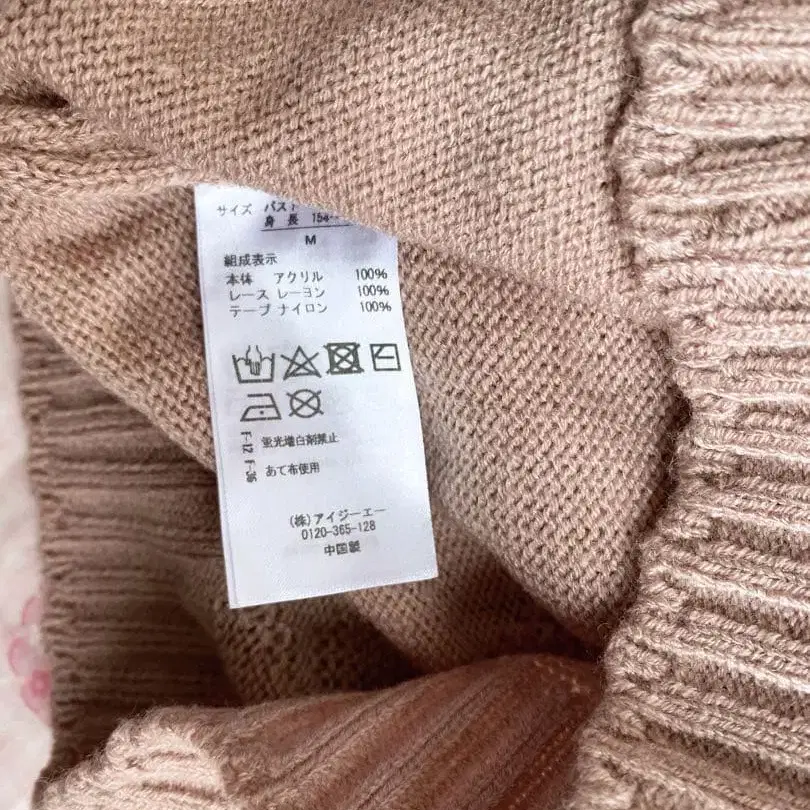 サイズ バスト
身長 154
M
組成表示
本体 アクリル 100%
レース レーヨン 100%
テープ ナイロン 100%
F-12 蛍光増白剤禁止
F-36 あて布使用
(株)アイジーエー
0120-365-128
中国製